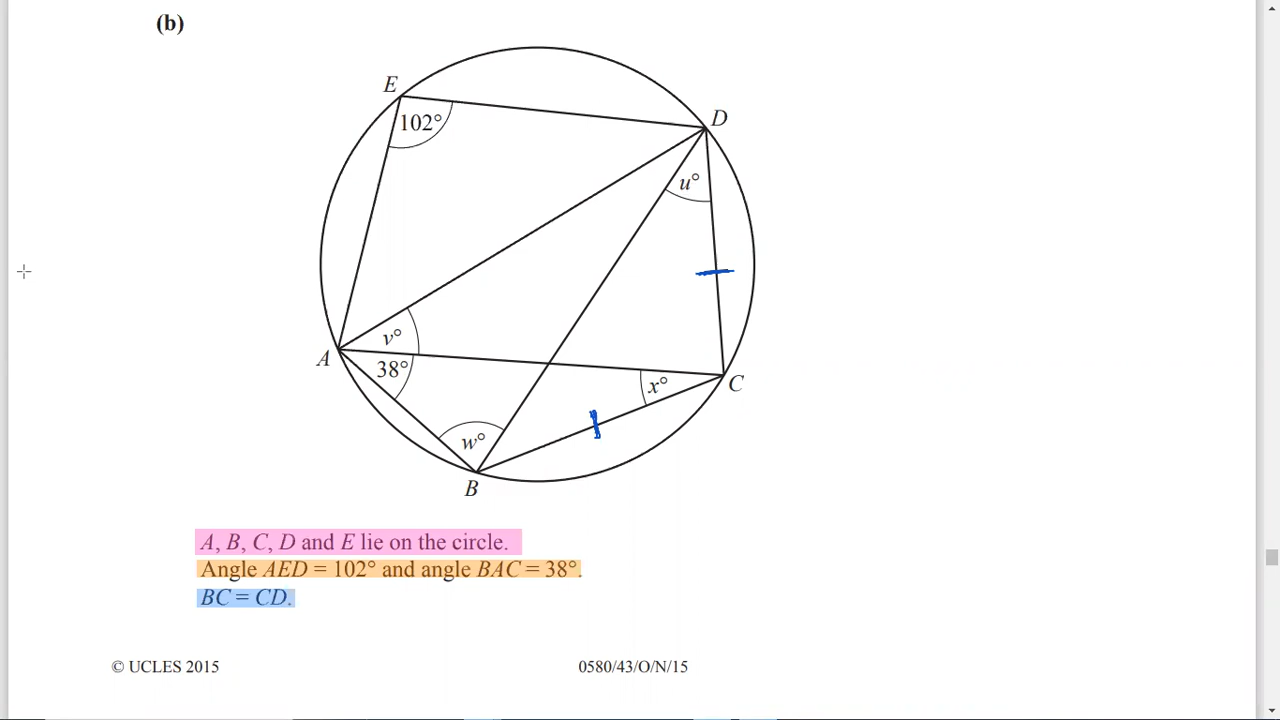 (b)
E
D
102°
u°
v°
A
38°
x°
C
w°
B
A, B, C, D and E lie on the circle.
Angle AED = 102° and angle BAC = 38°.
BC = CD.
© UCLES 2015 0580/43/O/N/15